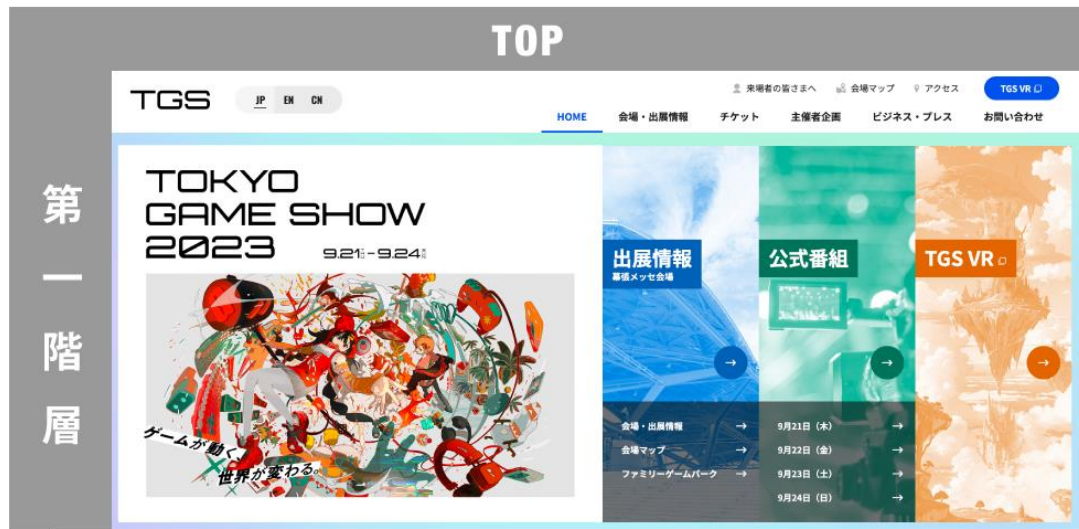 TOP
第一階層
TGS
JP EN CN
来場者の皆さまへ 会場マップ アクセス TGS VR
HOME 会場・出展情報 チケット 主催者企画 ビジネス・プレス お問い合わせ
TOKYO
GAME SHOW
2023 9.21-9.24
ゲームが動く、
世界が変わる。
出展情報
幕張メッセ会場
会場・出展情報 →
会場マップ →
ファミリーゲームパーク →
公式番組
9月21日（木） →
9月22日（金） →
9月23日（土） →
9月24日（日） →
TGS VR